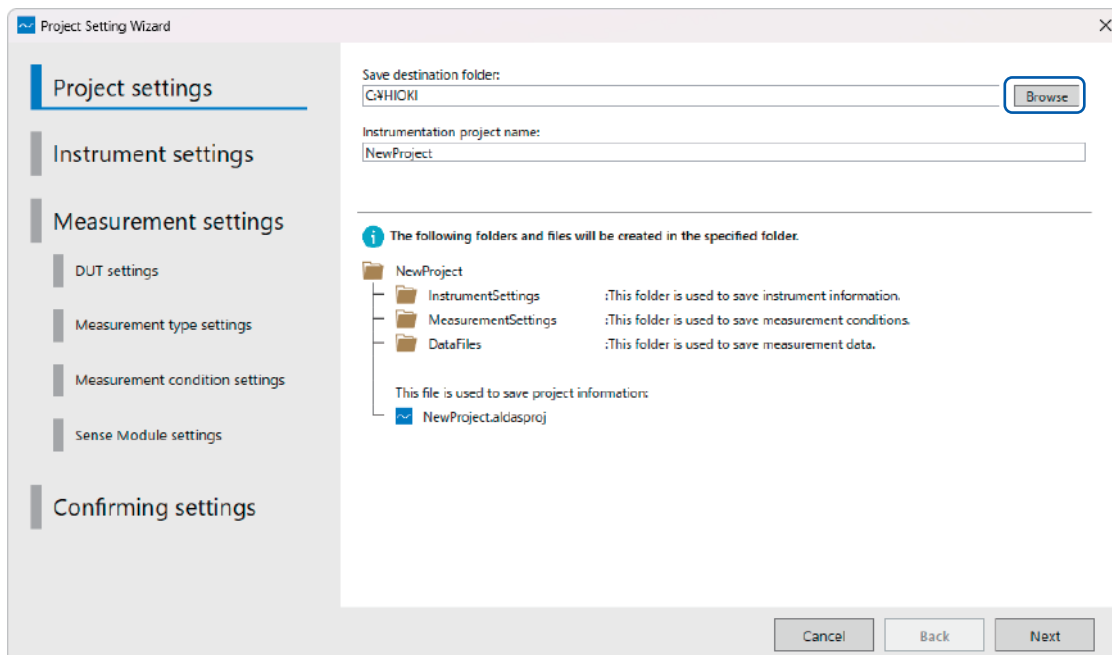 Project Setting Wizard
Project settings
Instrument settings
Measurement settings
DUT settings
Measurement type settings
Measurement condition settings
Sense Module settings
Confirming settings
Save destination folder:
C:¥HIOKI
Browse
Instrumentation project name:
NewProject
The following folders and files will be created in the specified folder.
NewProject
InstrumentSettings :This folder is used to save instrument information.
MeasurementSettings :This folder is used to save measurement conditions.
DataFiles :This folder is used to save measurement data.
This file is used to save project information:
NewProject.aldasproj
Cancel Back Next